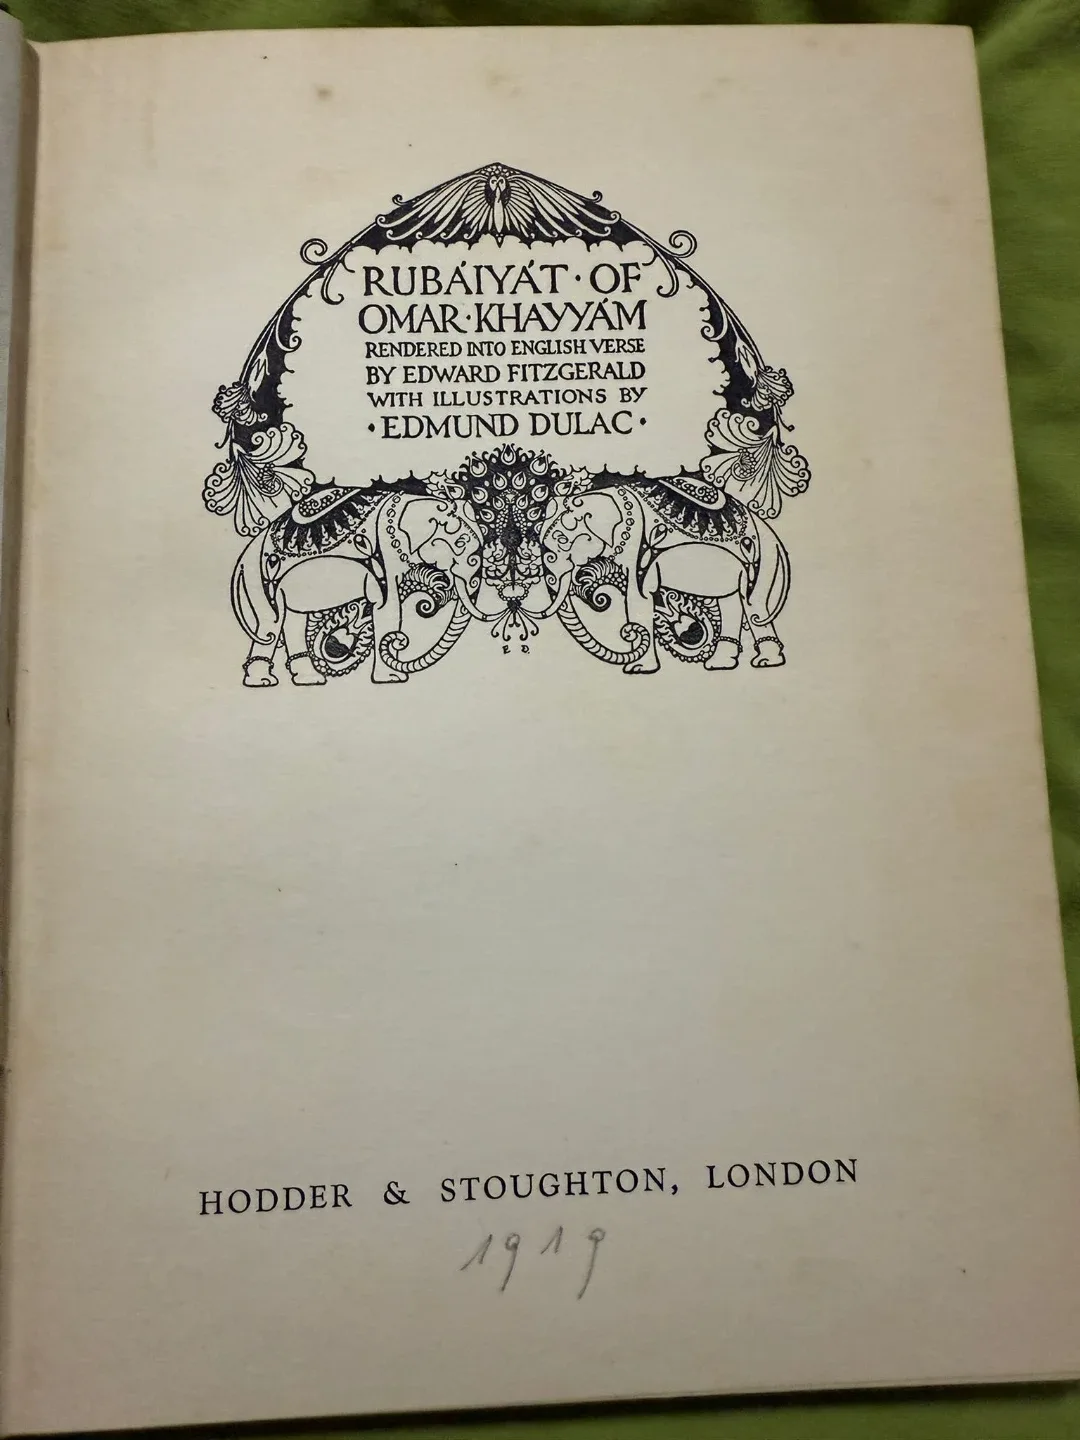 RUBÁIYÁT · OF
OMAR · KHAYYÁM
RENDERED INTO ENGLISH VERSE
BY EDWARD FITZGERALD
WITH ILLUSTRATIONS BY
· EDMUND DULAC ·
E. D.
HODDER & STOUGHTON, LONDON
1919